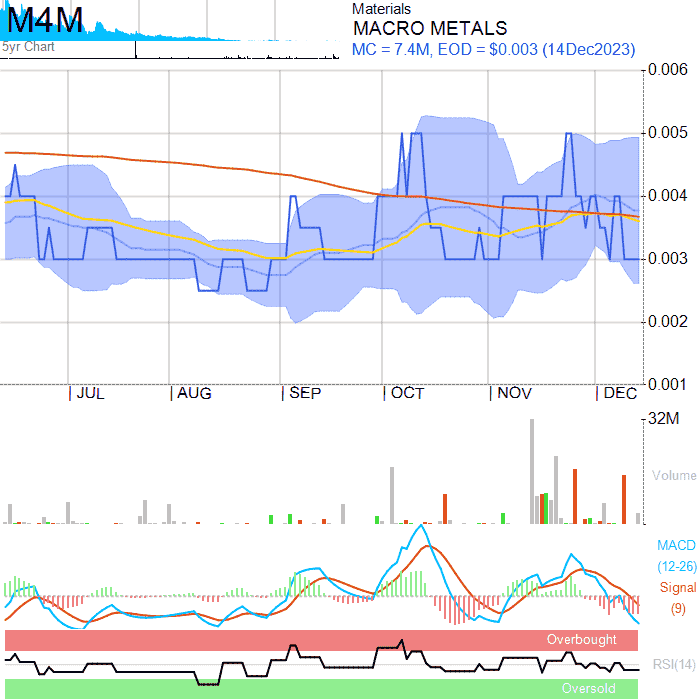 M4M
5yr Chart
Materials
MACRO METALS
MC = 7.4M, EOD = $0.003 (14Dec2023)
0.006
0.005
0.004
0.003
0.002
0.001
JUL
AUG
SEP
OCT
NOV
DEC
32M
Volume
MACD
(12-26)
Signal
(9)
Overbought
RSI(14)
Oversold